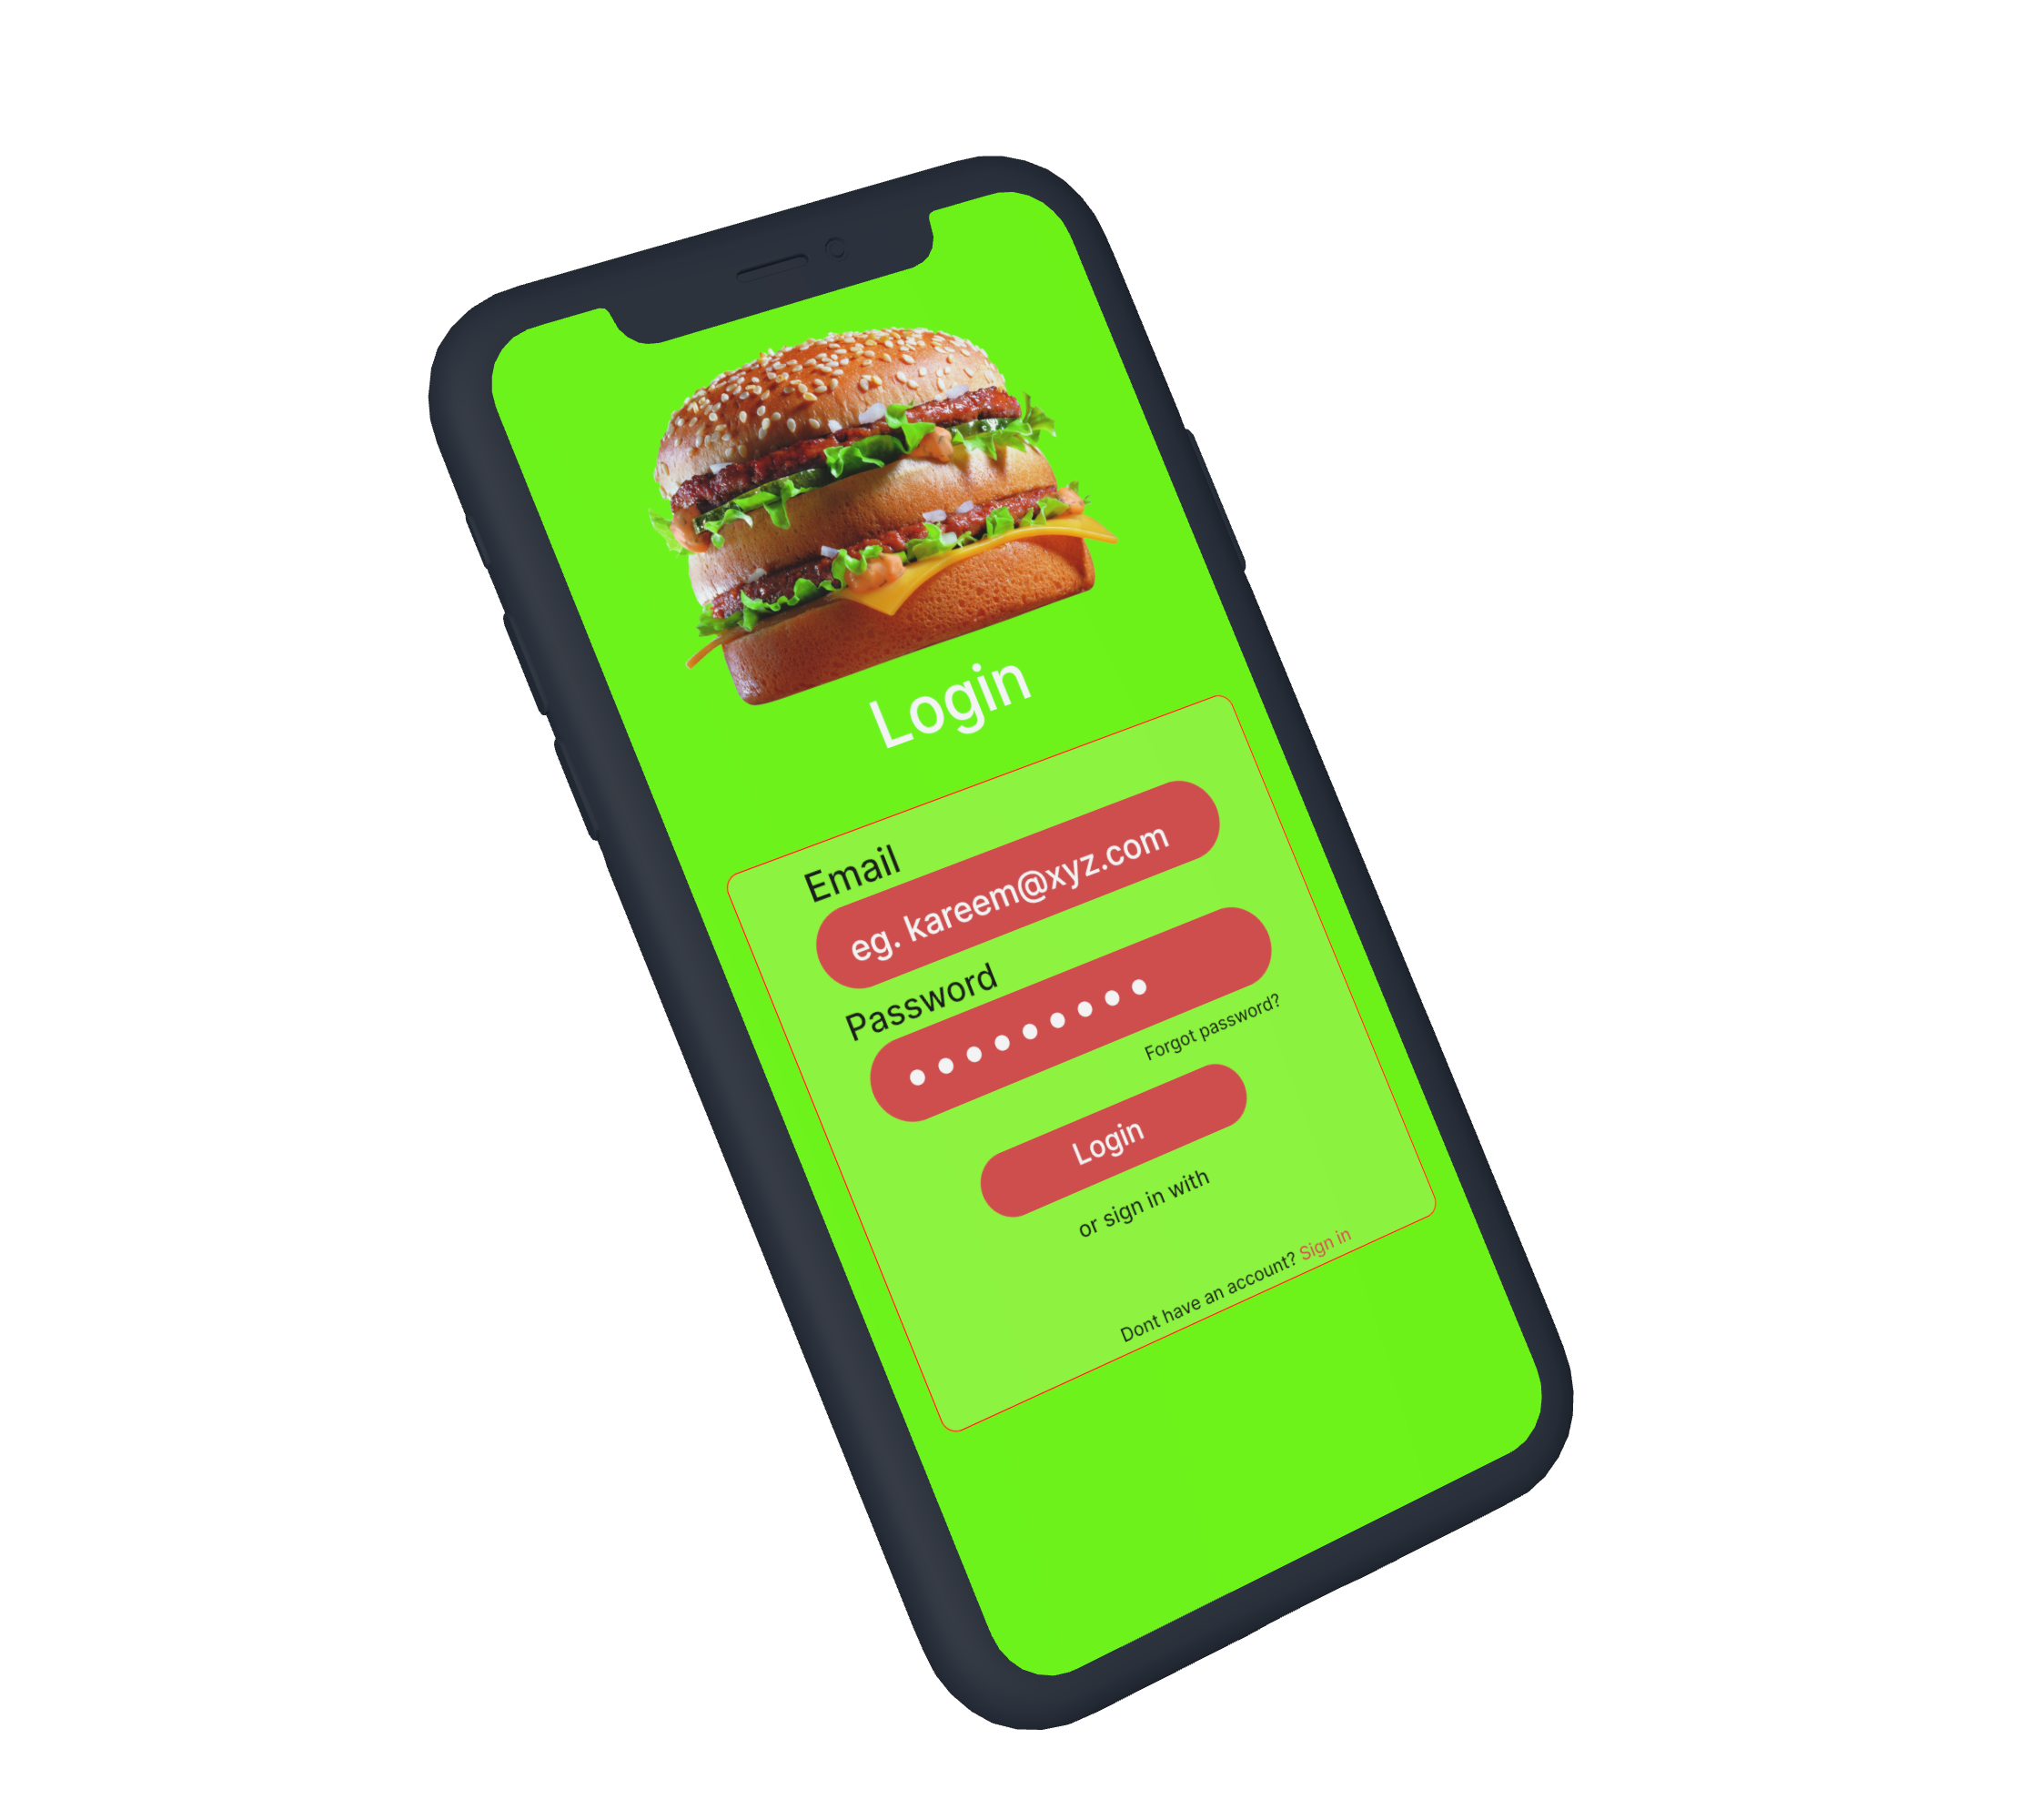 Login
Email
eg. kareem@xyz.com
Password
Forgot password?
Login
or sign in with
Dont have an account? Sign in